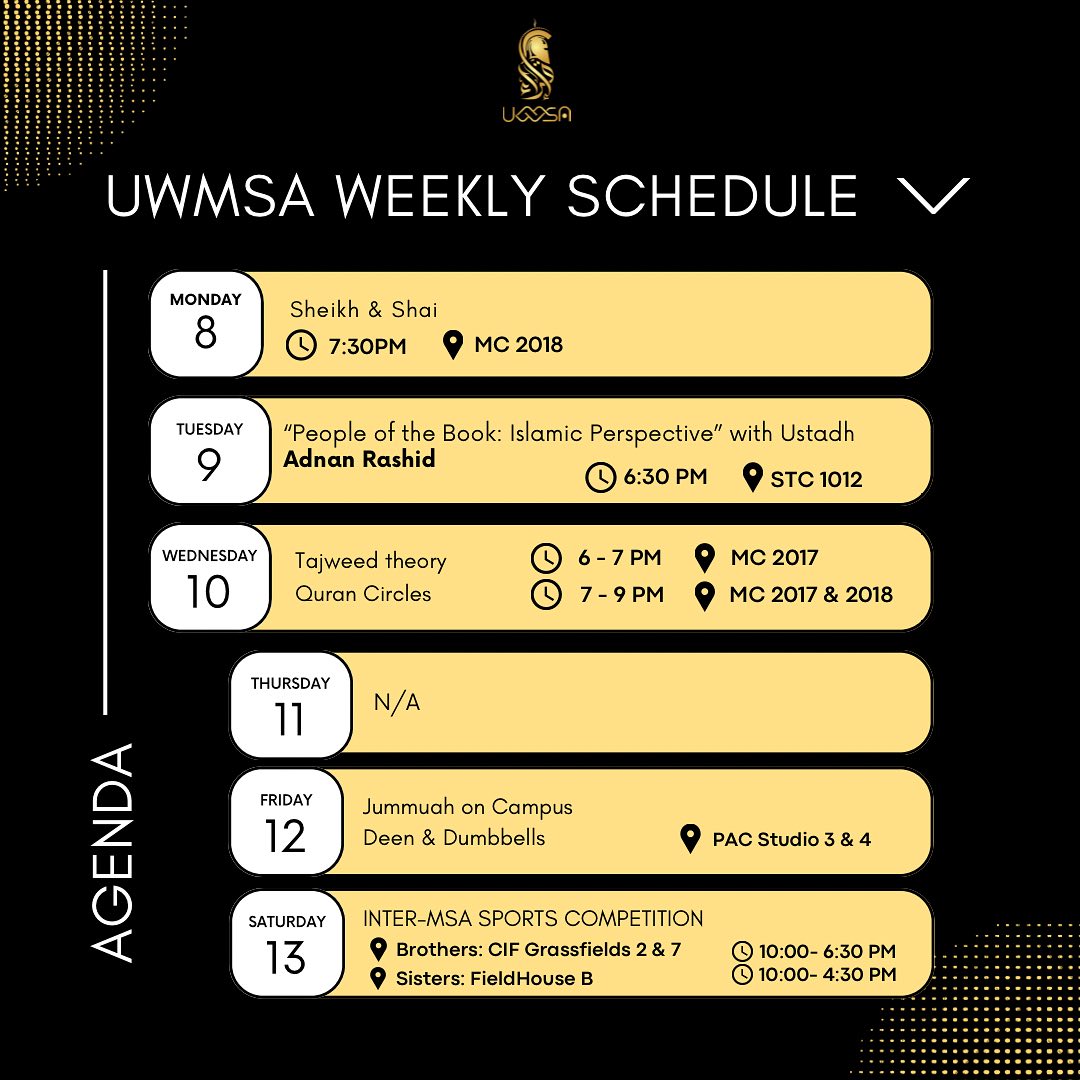 UWMSA
UWMSA WEEKLY SCHEDULE
AGENDA
MONDAY
8
Sheikh & Shai
7:30PM MC 2018
TUESDAY
9
“People of the Book: Islamic Perspective” with Ustadh
Adnan Rashid
6:30 PM STC 1012
WEDNESDAY
10
Tajweed theory 6 - 7 PM MC 2017
Quran Circles 7 - 9 PM MC 2017 & 2018
THURSDAY
11
N/A
FRIDAY
12
Jummuah on Campus
Deen & Dumbbells PAC Studio 3 & 4
SATURDAY
13
INTER-MSA SPORTS COMPETITION
Brothers: CIF Grassfields 2 & 7 10:00- 6:30 PM
Sisters: FieldHouse B 10:00- 4:30 PM